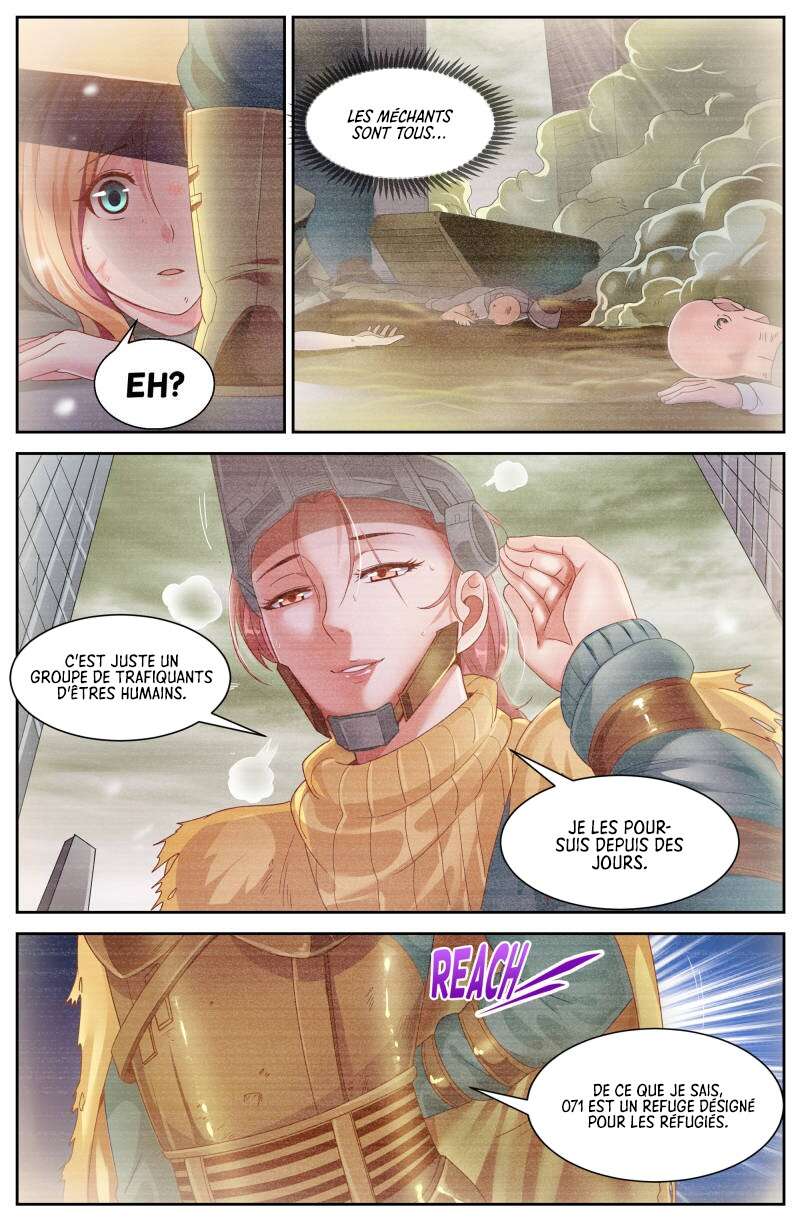 EH?
LES MÉCHANTS
SONT TOUS...
C'EST JUSTE UN
GROUPE DE TRAFIQUANTS
D'ÊTRES HUMAINS.
JE LES POUR-
SUIS DEPUIS DES
JOURS.
REACH
DE CE QUE JE SAIS,
071 EST UN REFUGE DÉSIGNÉ
POUR LES RÉFUGIÉS.